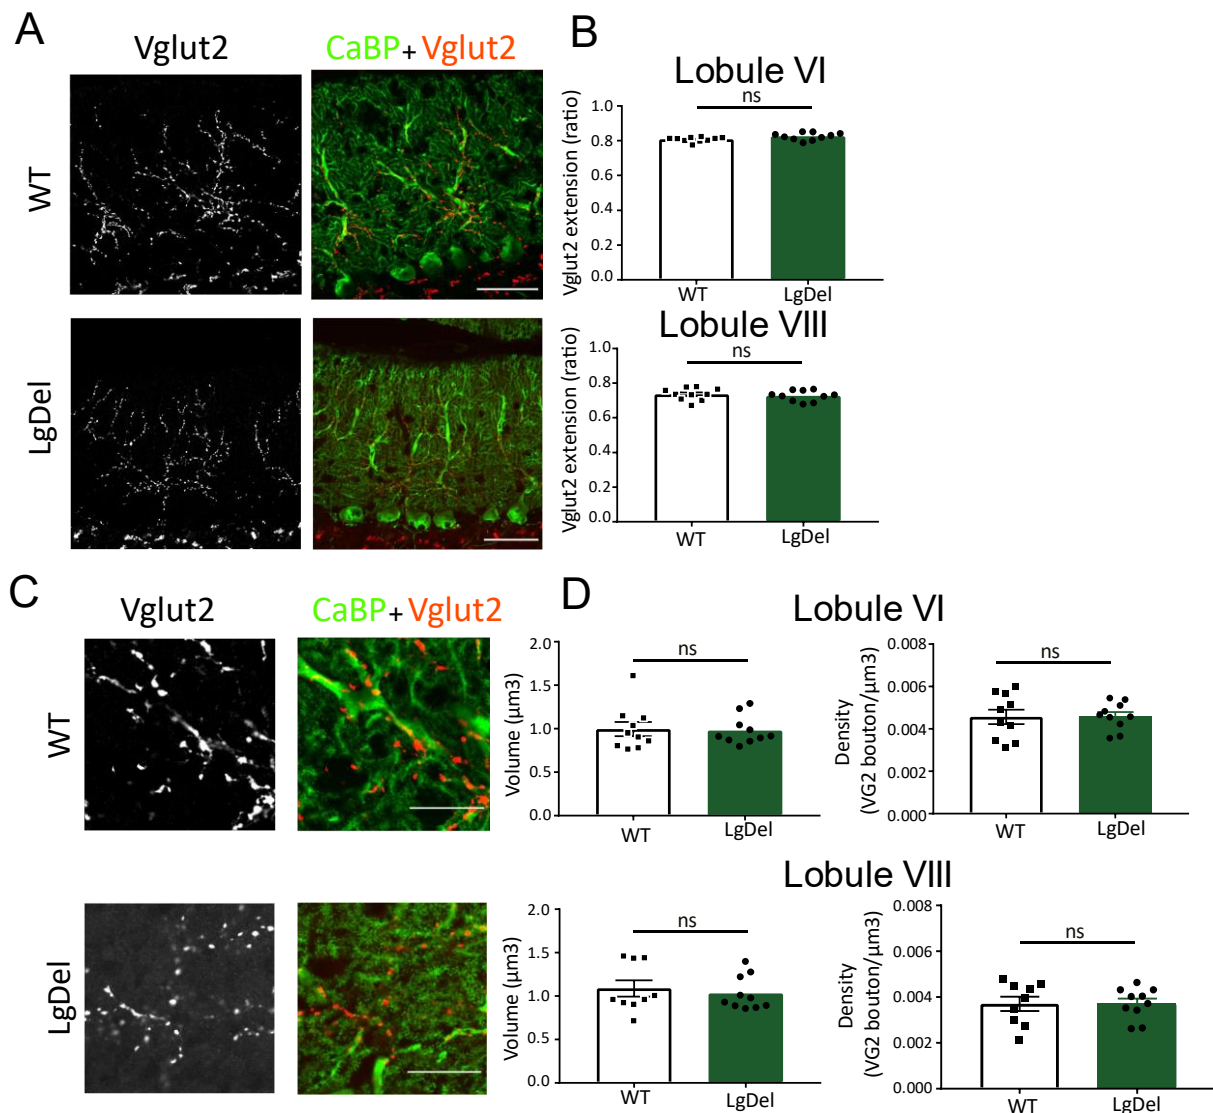 A
Vglut2
CaBP+Vglut2
WT
LgDel
B
Lobule VI
ns
Vglut2 extension (ratio)
1.0
0.8
0.6
0.4
0.2
0.0
WT
LgDel
Lobule VIII
ns
Vglut2 extension (ratio)
1.0
0.8
0.6
0.4
0.2
0.0
WT
LgDel
C
Vglut2
CaBP+Vglut2
WT
LgDel
D
Lobule VI
ns
Volume (µm3)
2.0
1.5
1.0
0.5
0.0
WT
LgDel
ns
Density
(VG2 bouton/µm3)
0.008
0.006
0.004
0.002
0.000
WT
LgDel
Lobule VIII
ns
Volume (µm3)
2.0
1.5
1.0
0.5
0.0
WT
LgDel
ns
Density
(VG2 bouton/µm3)
0.008
0.006
0.004
0.002
0.000
WT
LgDel